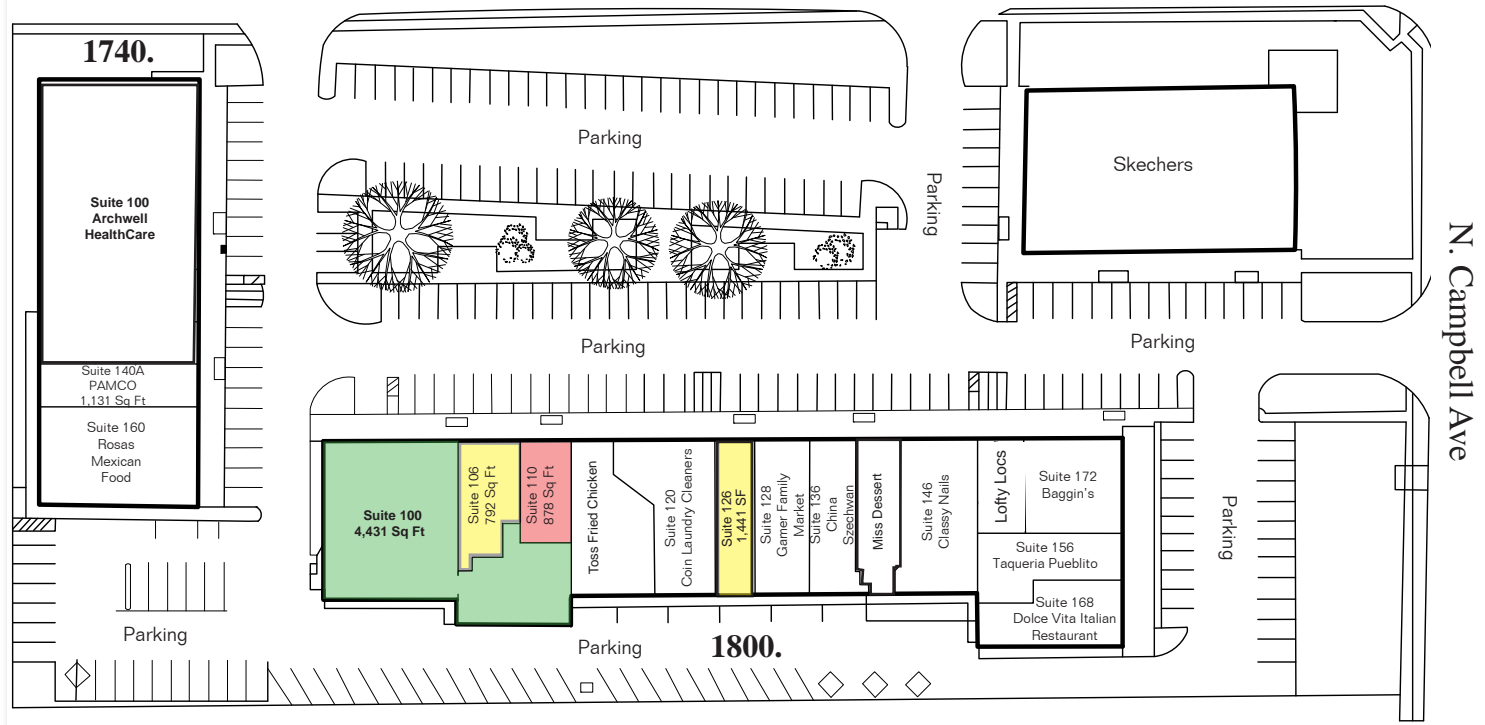 1740.
Suite 100
Archwell
HealthCare
Suite 140A
PAMCO
1,131 Sq Ft
Suite 160
Rosas
Mexican
Food
Parking
Parking
Parking
Skechers
Parking
Parking
N. Campbell Ave
Suite 100
4,431 Sq Ft
Suite 106
792 Sq Ft
Suite 110
878 Sq Ft
Toss Fried Chicken
Suite 120
Coin Laundry Cleaners
Suite 126
1,441 SF
Suite 128
Gamer Family
Market
Suite 136
China
Szechwan
Miss Dessert
Suite 146
Classy Nails
Lofty Locs
Suite 172
Baggin's
Suite 156
Taqueria Pueblito
Suite 168
Dolce Vita Italian
Restaurant
Parking
Parking
1800.